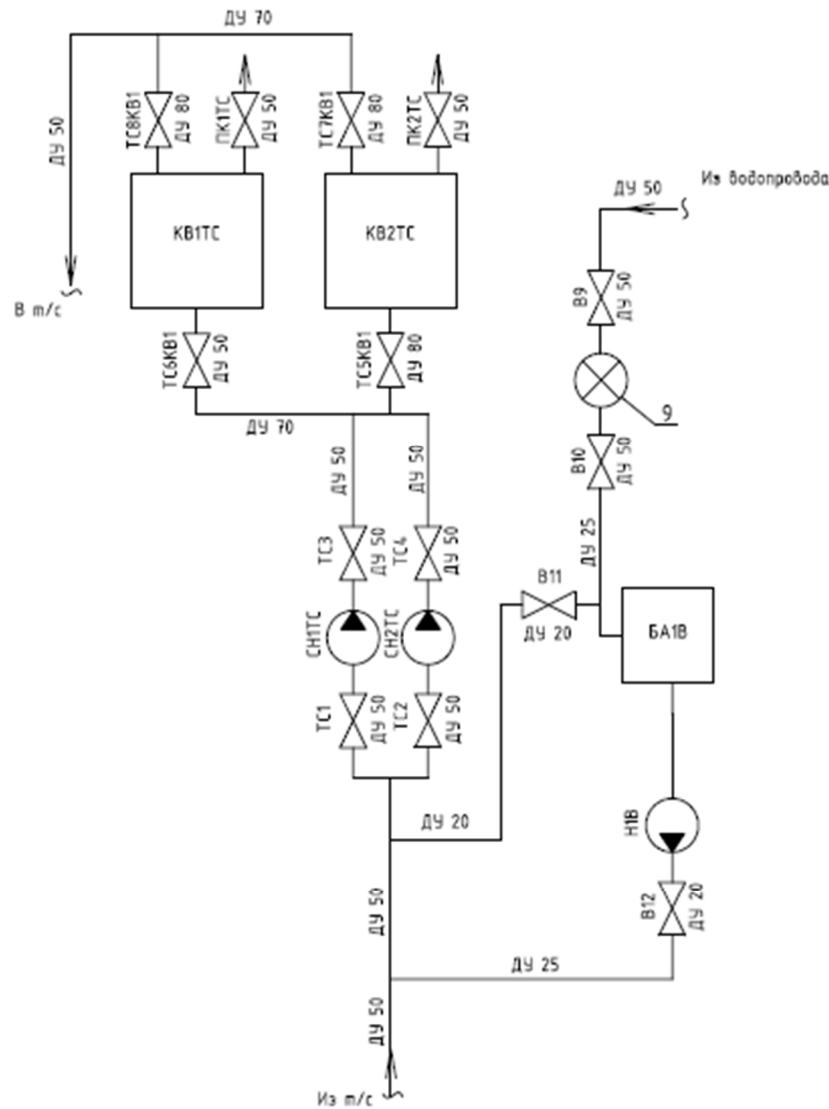 ДУ 70
ДУ 50
ТС8КВ1
ДУ 80
ПК1ТС
ДУ 50
ТС7КВ1
ДУ 80
ПК2ТС
ДУ 50
Из водопровода
ДУ 50
КВ1ТС
КВ2ТС
В т/с
В9
ДУ 50
ТС6КВ1
ДУ 50
ТС5КВ1
ДУ 80
9
ДУ 70
В10
ДУ 50
ДУ 50
ДУ 50
ДУ 25
ТС3
ДУ 50
ТС4
ДУ 50
В11
ДУ 20
СН1ТС
СН2ТС
БА1В
ТС1
ДУ 50
ТС2
ДУ 50
ДУ 20
Н1В
В12
ДУ 20
ДУ 50
ДУ 25
ДУ 50
Из т/с